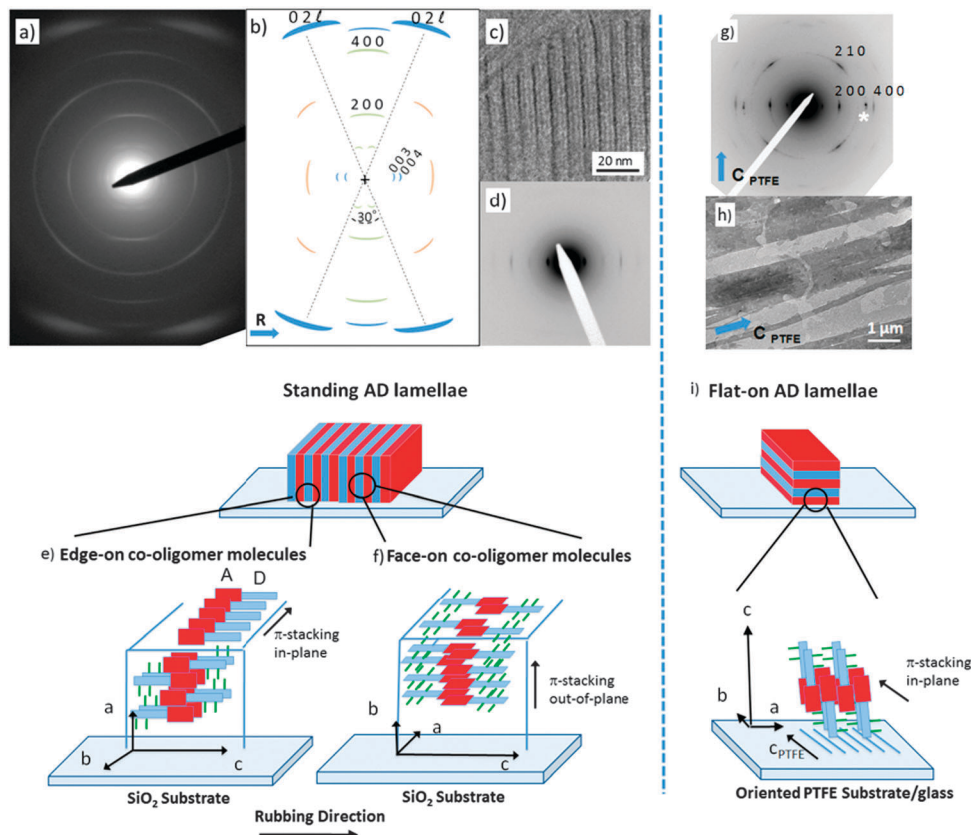 a)
b)
0 2 ℓ
0 2 ℓ
4 0 0
2 0 0
0 0 3
0 0 4
30°
R
c)
20 nm
d)
g)
2 1 0
2 0 0 4 0 0
*
C PTFE
h)
C PTFE
1 µm
Standing AD lamellae
i) Flat-on AD lamellae
e) Edge-on co-oligomer molecules
f) Face-on co-oligomer molecules
A D
π-stacking
in-plane
a
b
c
SiO₂ Substrate
π-stacking
out-of-plane
b
a
c
SiO₂ Substrate
Rubbing Direction
c
π-stacking
in-plane
b
a
c PTFE
Oriented PTFE Substrate/glass